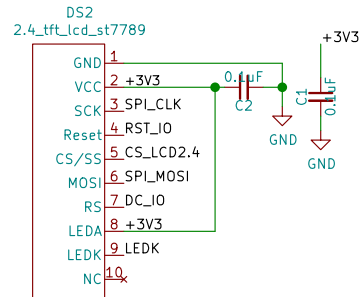 DS2
2.4_tft_lcd_st7789
+3V3
GND 1
VCC 2 +3V3
0.1uF
C2
C1
0.1uF
SCK 3 SPI_CLK
Reset 4 RST_IO
GND
CS/SS 5 CS_LCD2.4
GND
MOSI 6 SPI_MOSI
RS 7 DC_IO
LEDA 8 +3V3
LEDK 9 LEDK
NC 10